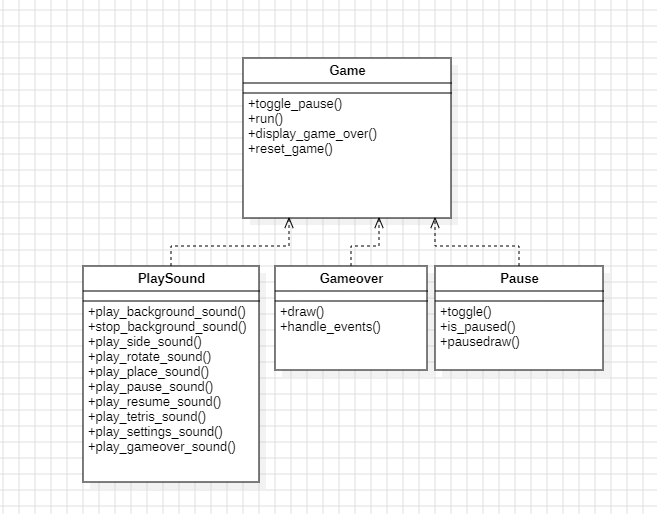 Game
+toggle_pause()
+run()
+display_game_over()
+reset_game()
PlaySound
+play_background_sound()
+stop_background_sound()
+play_side_sound()
+play_rotate_sound()
+play_place_sound()
+play_pause_sound()
+play_resume_sound()
+play_tetris_sound()
+play_settings_sound()
+play_gameover_sound()
Gameover
+draw()
+handle_events()
Pause
+toggle()
+is_paused()
+pausedraw()